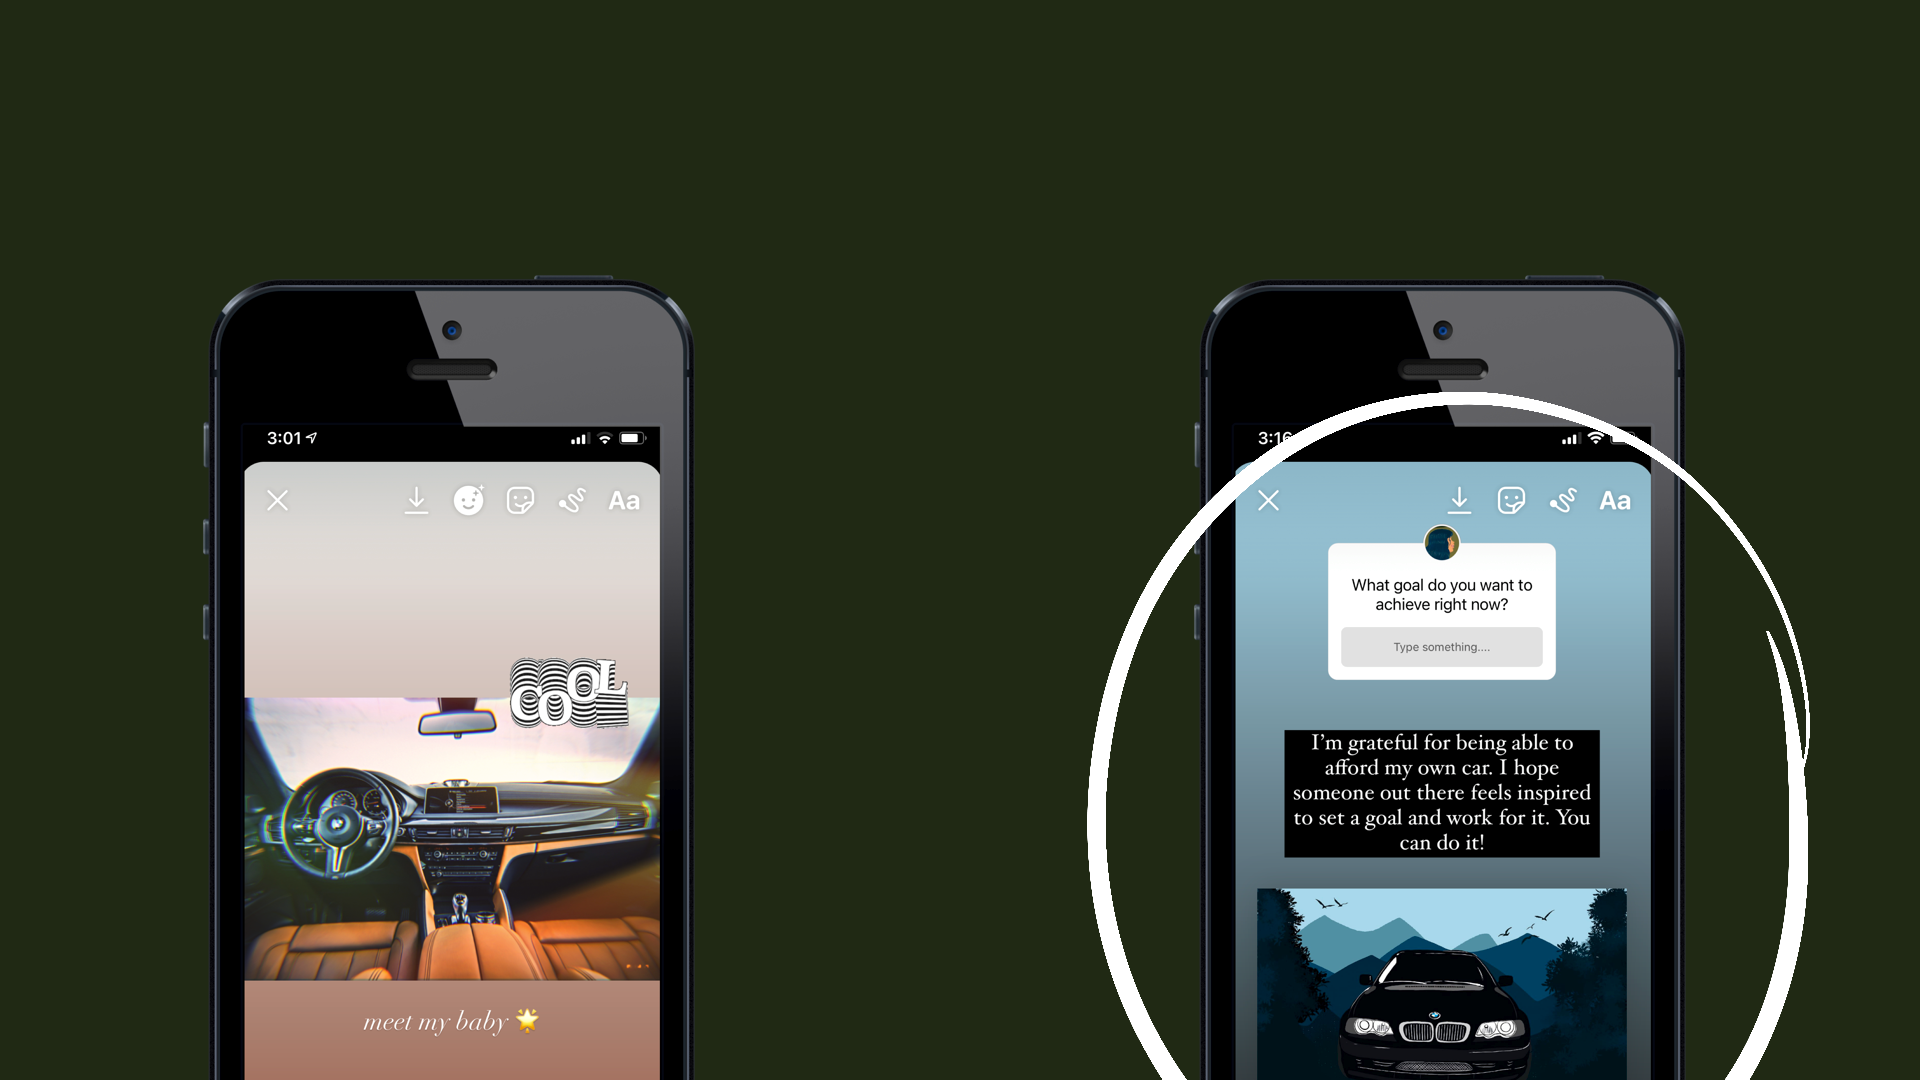 3:01
Aa
COOL
meet my baby 🌟
3:16
Aa
What goal do you want to
achieve right now?
Type something....
I'm grateful for being able to
afford my own car. I hope
someone out there feels inspired
to set a goal and work for it. You
can do it!